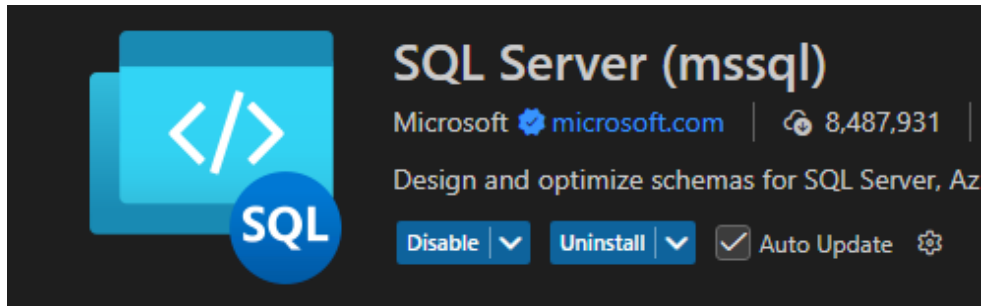 </>
SQL
SQL Server (mssql)
Microsoft microsoft.com 8,487,931
Design and optimize schemas for SQL Server, Az
Disable Uninstall Auto Update